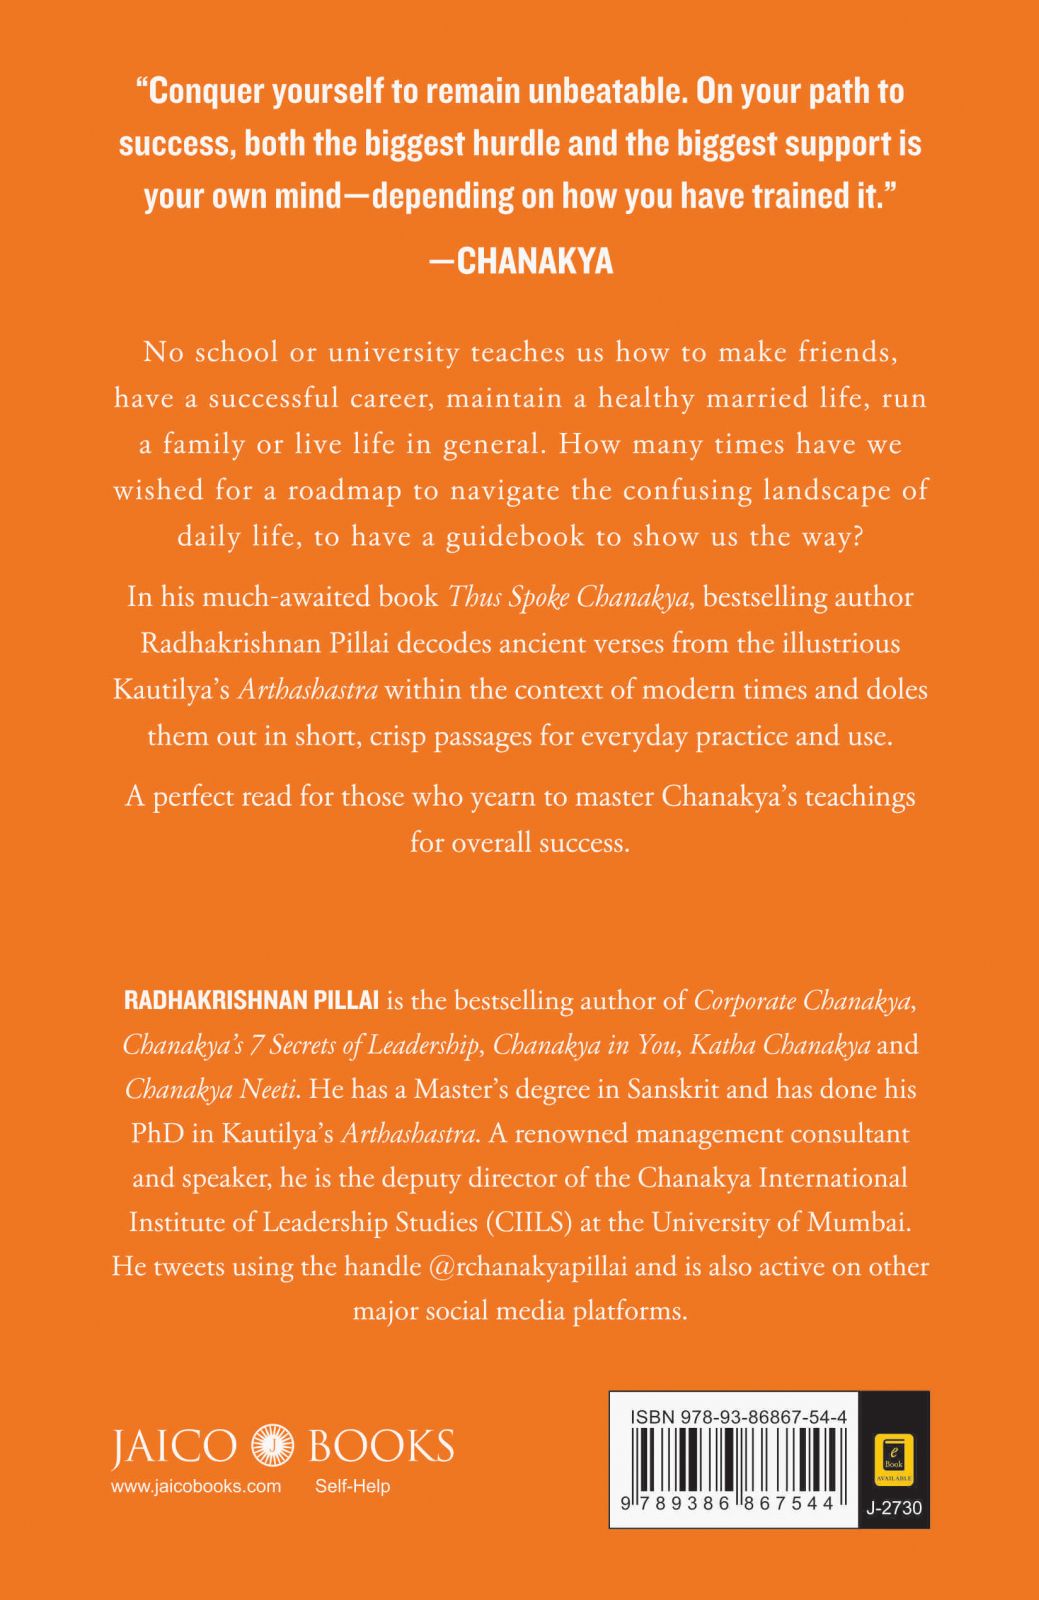 “Conquer yourself to remain unbeatable. On your path to
success, both the biggest hurdle and the biggest support is
your own mind—depending on how you have trained it.”
—CHANAKYA
No school or university teaches us how to make friends,
have a successful career, maintain a healthy married life, run
a family or live life in general. How many times have we
wished for a roadmap to navigate the confusing landscape of
daily life, to have a guidebook to show us the way?
In his much-awaited book Thus Spoke Chanakya, bestselling author
Radhakrishnan Pillai decodes ancient verses from the illustrious
Kautilya’s Arthashastra within the context of modern times and doles
them out in short, crisp passages for everyday practice and use.
A perfect read for those who yearn to master Chanakya’s teachings
for overall success.
RADHAKRISHNAN PILLAI is the bestselling author of Corporate Chanakya,
Chanakya’s 7 Secrets of Leadership, Chanakya in You, Katha Chanakya and
Chanakya Neeti. He has a Master’s degree in Sanskrit and has done his
PhD in Kautilya’s Arthashastra. A renowned management consultant
and speaker, he is the deputy director of the Chanakya International
Institute of Leadership Studies (CIILS) at the University of Mumbai.
He tweets using the handle @rchanakyapillai and is also active on other
major social media platforms.
JAICO J BOOKS
www.jaicobooks.com Self-Help
ISBN 978-93-86867-54-4
9 789386 867544
e
Book
AVAILABLE
J-2730